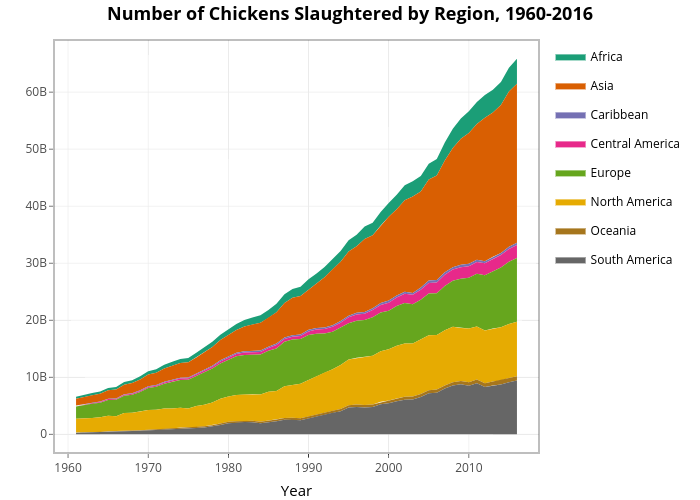 Number of Chickens Slaughtered by Region, 1960-2016
60B
50B
40B
30B
20B
10B
0
1960 1970 1980 1990 2000 2010
Year
Africa
Asia
Caribbean
Central America
Europe
North America
Oceania
South America